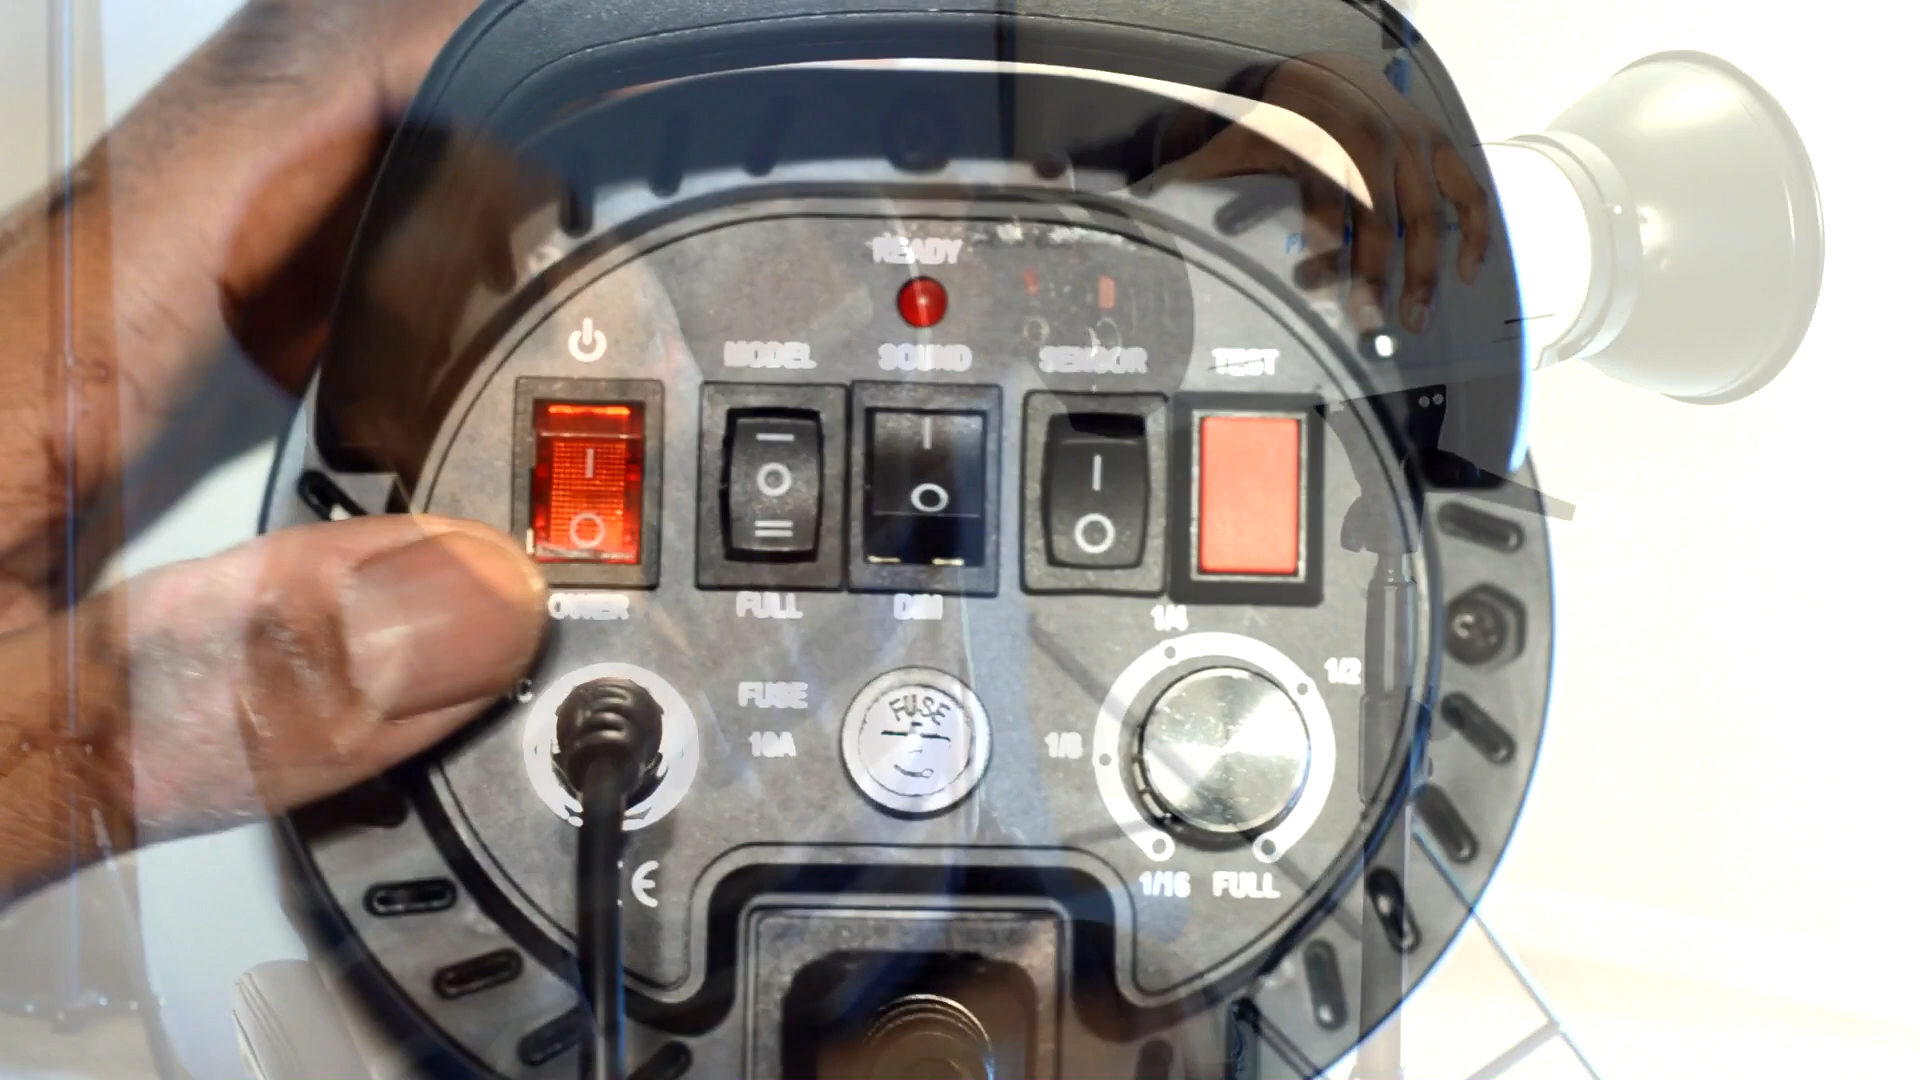 READY
MODEL SOUND SENSOR TEST
OWER FULL DIM
1/4
1/2
C
FUSE
10A
FUSE
1/8
1/16 FULL
CE